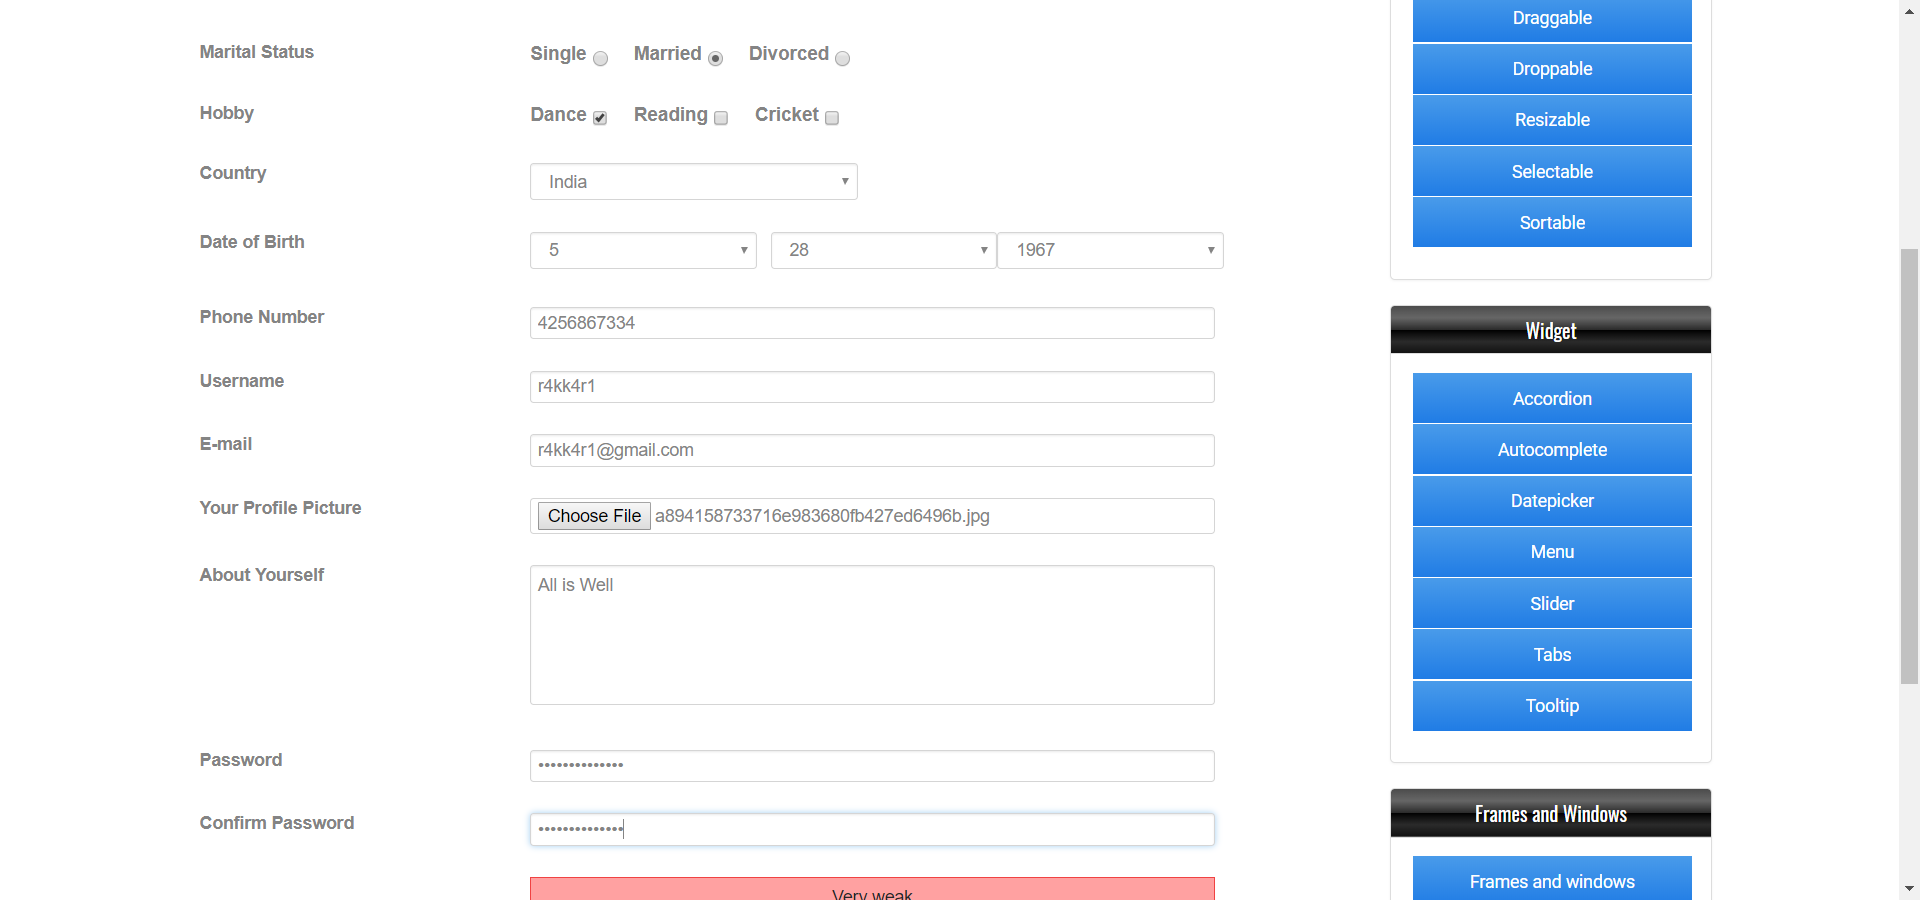 Marital Status
Single Married Divorced
Hobby
Dance Reading Cricket
Country
India
Date of Birth
5 28 1967
Phone Number
4256867334
Username
r4kk4r1
E-mail
r4kk4r1@gmail.com
Your Profile Picture
Choose File a894158733716e983680fb427ed6496b.jpg
About Yourself
All is Well
Password
••••••••••••••
Confirm Password
••••••••••••••
Very weak
Draggable
Droppable
Resizable
Selectable
Sortable
Widget
Accordion
Autocomplete
Datepicker
Menu
Slider
Tabs
Tooltip
Frames and Windows
Frames and windows